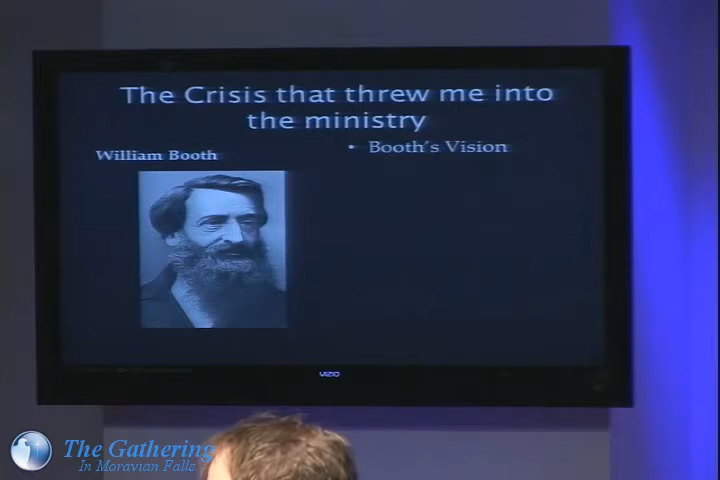 The Crisis that threw me into
the ministry
William Booth
• Booth's Vision
VIZIO
The Gathering
In Moravian Falls